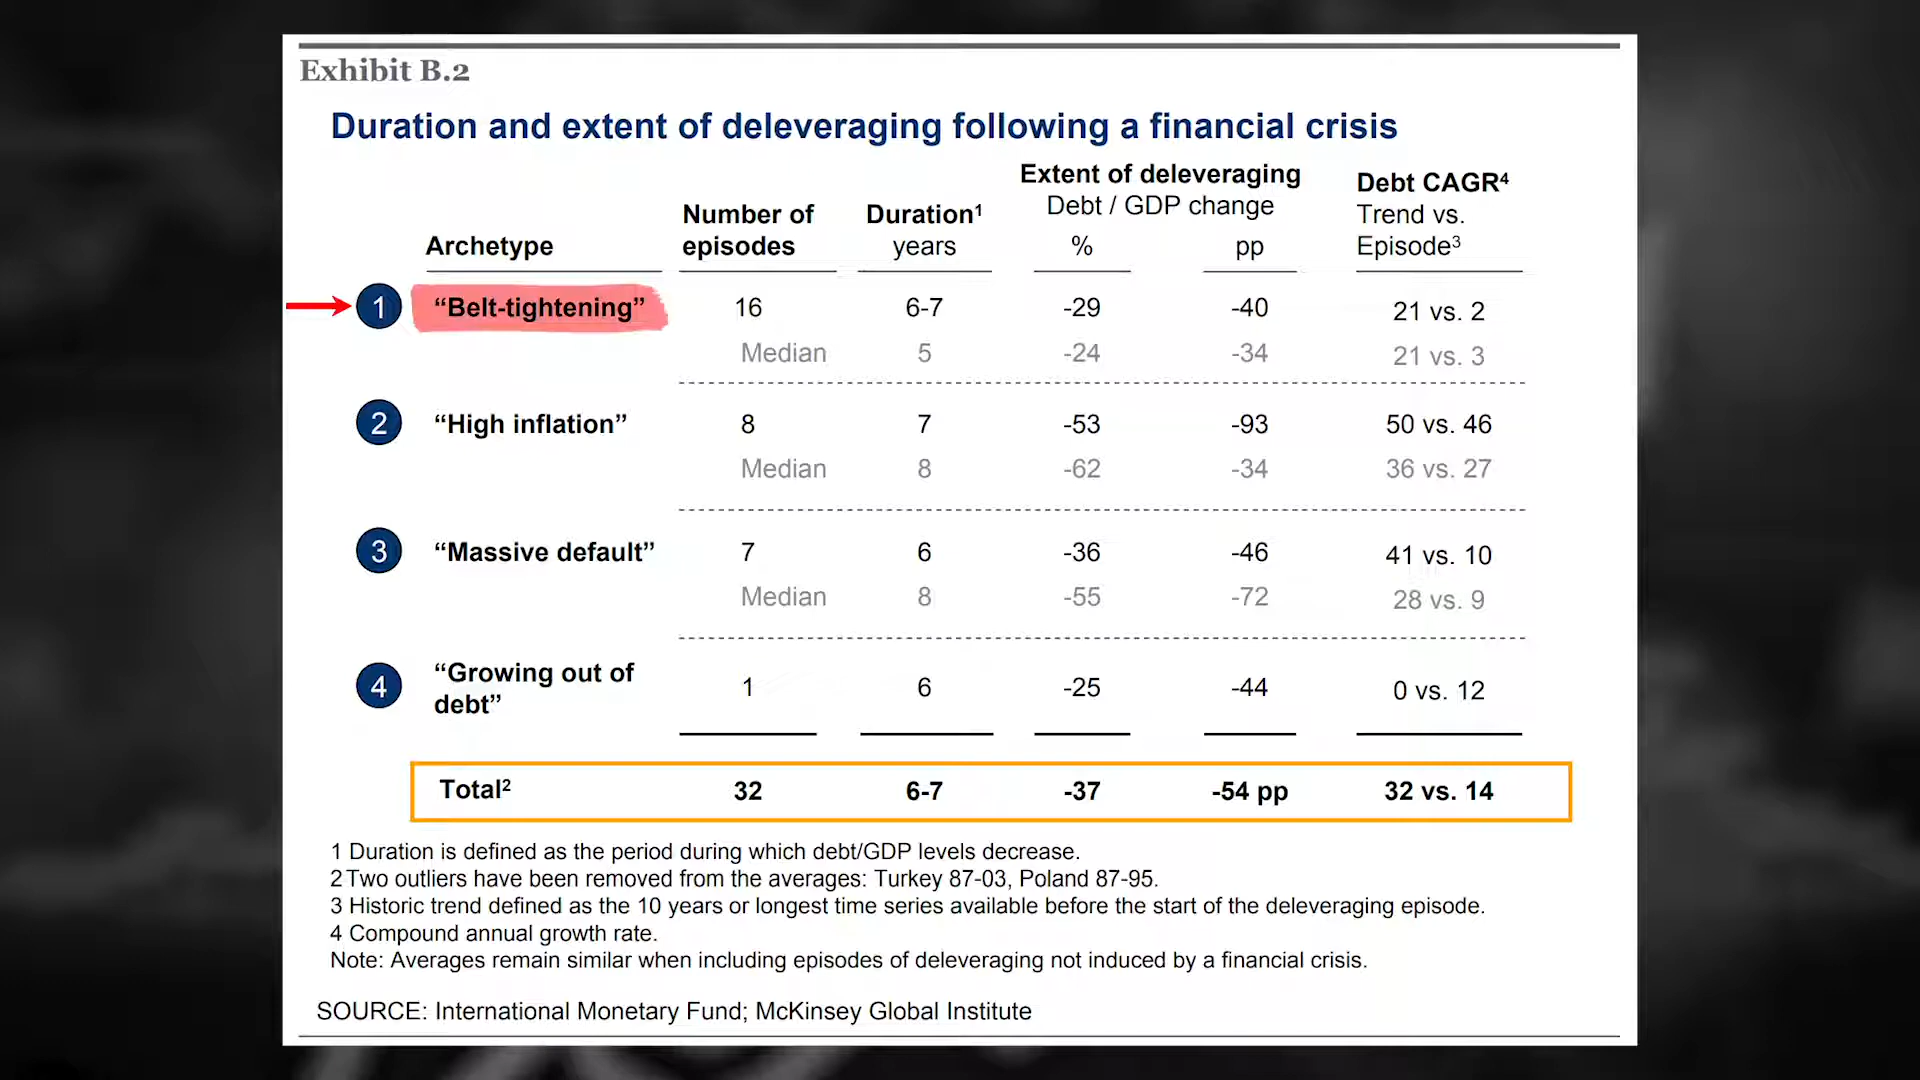 Exhibit B.2
Duration and extent of deleveraging following a financial crisis
Archetype
Number of
episodes
Duration¹
years
Extent of deleveraging
Debt / GDP change
% pp
Debt CAGR⁴
Trend vs.
Episode³
1 “Belt-tightening” 16 6-7 -29 -40 21 vs. 2
Median 5 -24 -34 21 vs. 3
2 “High inflation” 8 7 -53 -93 50 vs. 46
Median 8 -62 -34 36 vs. 27
3 “Massive default” 7 6 -36 -46 41 vs. 10
Median 8 -55 -72 28 vs. 9
4 “Growing out of
debt” 1 6 -25 -44 0 vs. 12
Total² 32 6-7 -37 -54 pp 32 vs. 14
1 Duration is defined as the period during which debt/GDP levels decrease.
2 Two outliers have been removed from the averages: Turkey 87-03, Poland 87-95.
3 Historic trend defined as the 10 years or longest time series available before the start of the deleveraging episode.
4 Compound annual growth rate.
Note: Averages remain similar when including episodes of deleveraging not induced by a financial crisis.
SOURCE: International Monetary Fund; McKinsey Global Institute